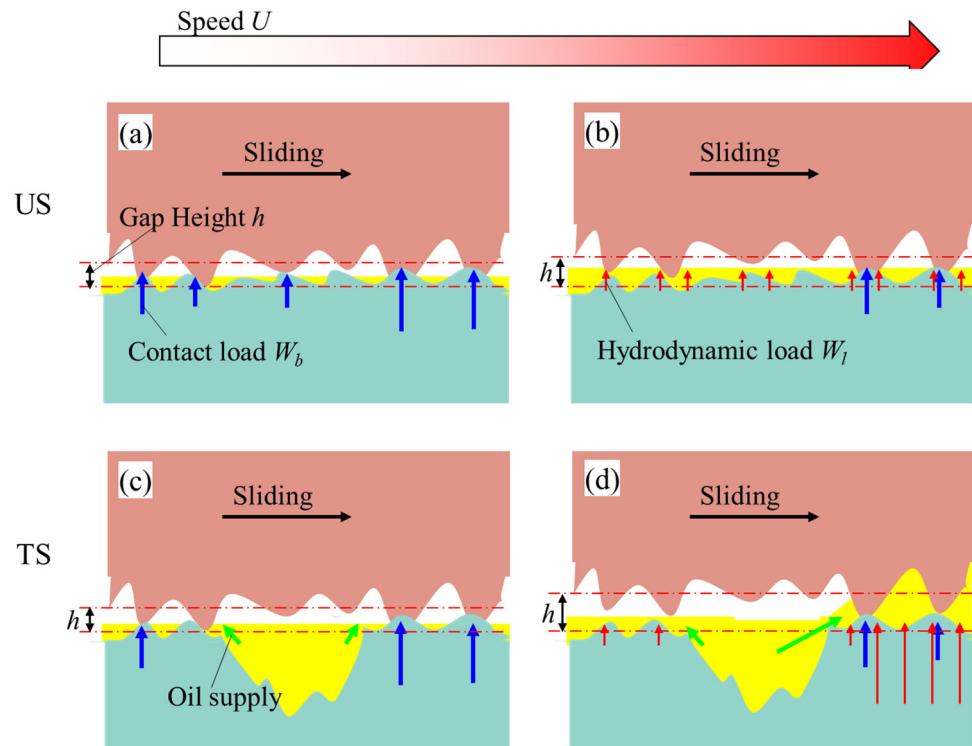 Speed U
(a)
(b)
Sliding
Sliding
US
Gap Height h
h
Contact load W_b
Hydrodynamic load W_l
(c)
(d)
Sliding
Sliding
TS
h
h
Oil supply